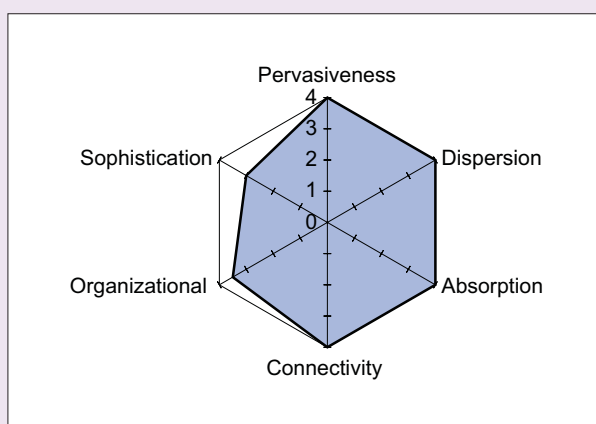 Pervasiveness
4
3
Sophistication 2 Dispersion
1
0
Organizational Absorption
Connectivity